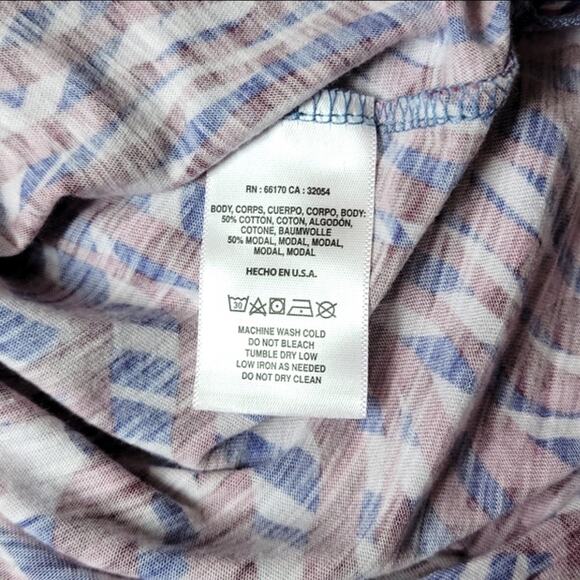 RN : 66170 CA : 32054
BODY, CORPS, CUERPO, CORPO, BODY:
50% COTTON, COTON, ALGODÓN,
COTONE, BAUMWOLLE
50% MODAL, MODAL, MODAL,
MODAL, MODAL
HECHO EN U.S.A.
30
MACHINE WASH COLD
DO NOT BLEACH
TUMBLE DRY LOW
LOW IRON AS NEEDED
DO NOT DRY CLEAN